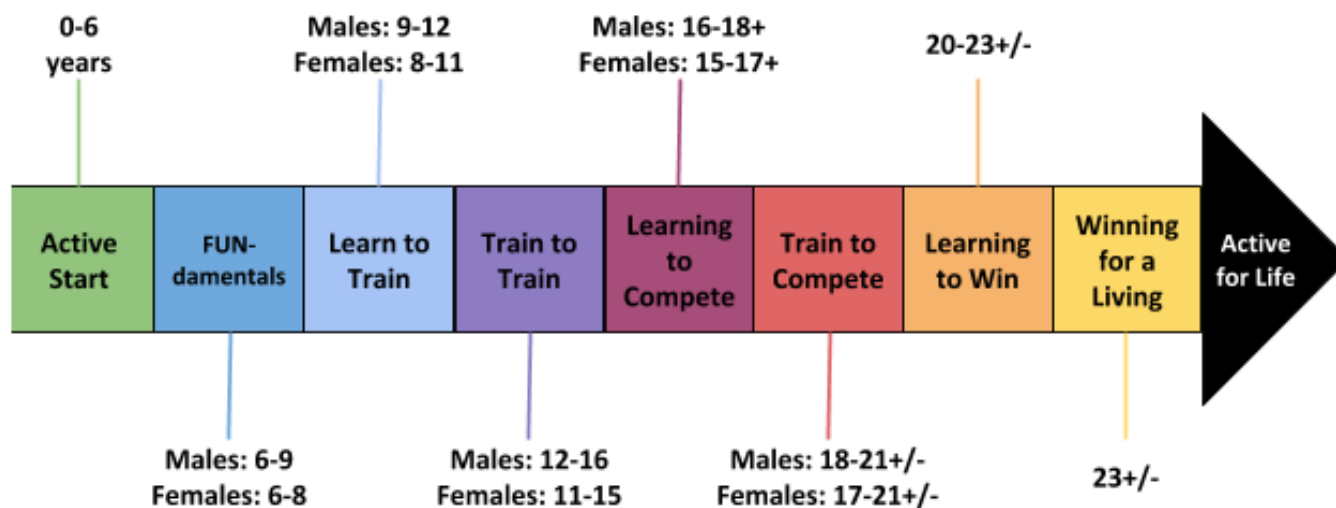 0-6
years
Males: 9-12
Females: 8-11
Males: 16-18+
Females: 15-17+
20-23+/-
Active
Start
FUN-
damentals
Learn to
Train
Train to
Train
Learning
to
Compete
Train to
Compete
Learning
to Win
Winning
for a
Living
Active
for Life
Males: 6-9
Females: 6-8
Males: 12-16
Females: 11-15
Males: 18-21+/-
Females: 17-21+/-
23+/-